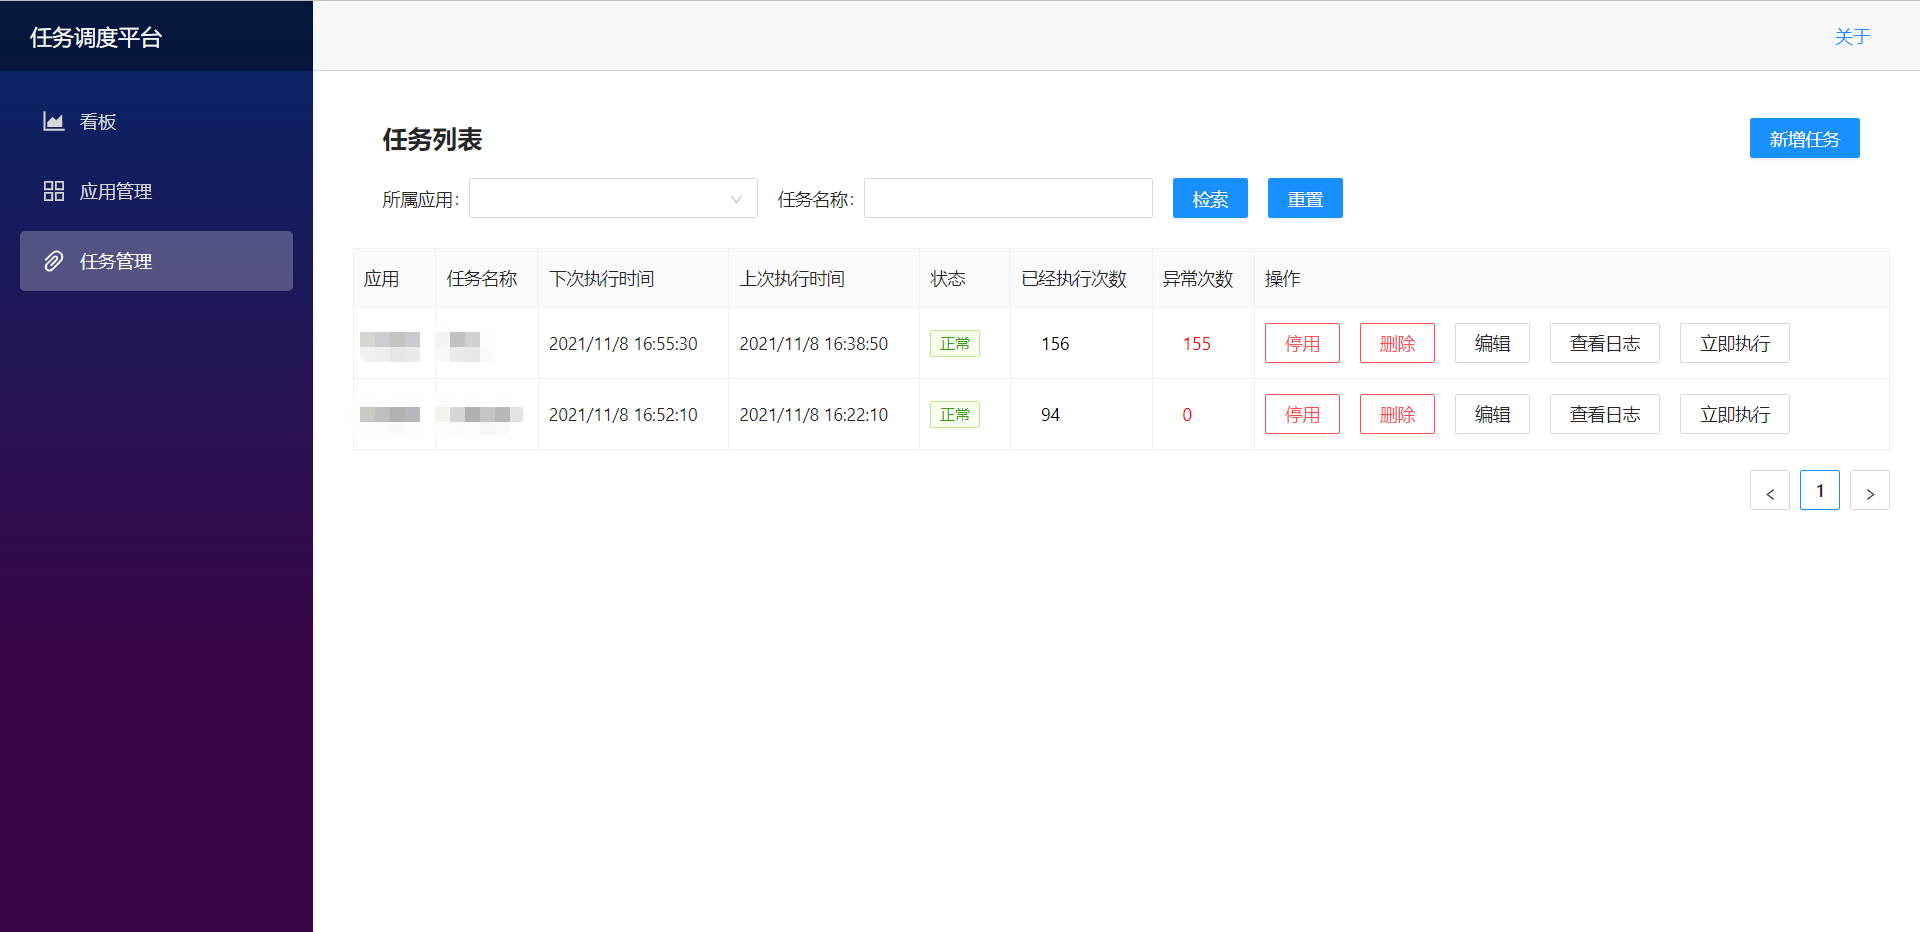 任务调度平台
关于
看板
应用管理
任务管理
任务列表
新增任务
所属应用:
任务名称:
检索
重置
应用 任务名称 下次执行时间 上次执行时间 状态 已经执行次数 异常次数 操作
2021/11/8 16:55:30 2021/11/8 16:38:50 正常 156 155 停用 删除 编辑 查看日志 立即执行
2021/11/8 16:52:10 2021/11/8 16:22:10 正常 94 0 停用 删除 编辑 查看日志 立即执行
< 1 >